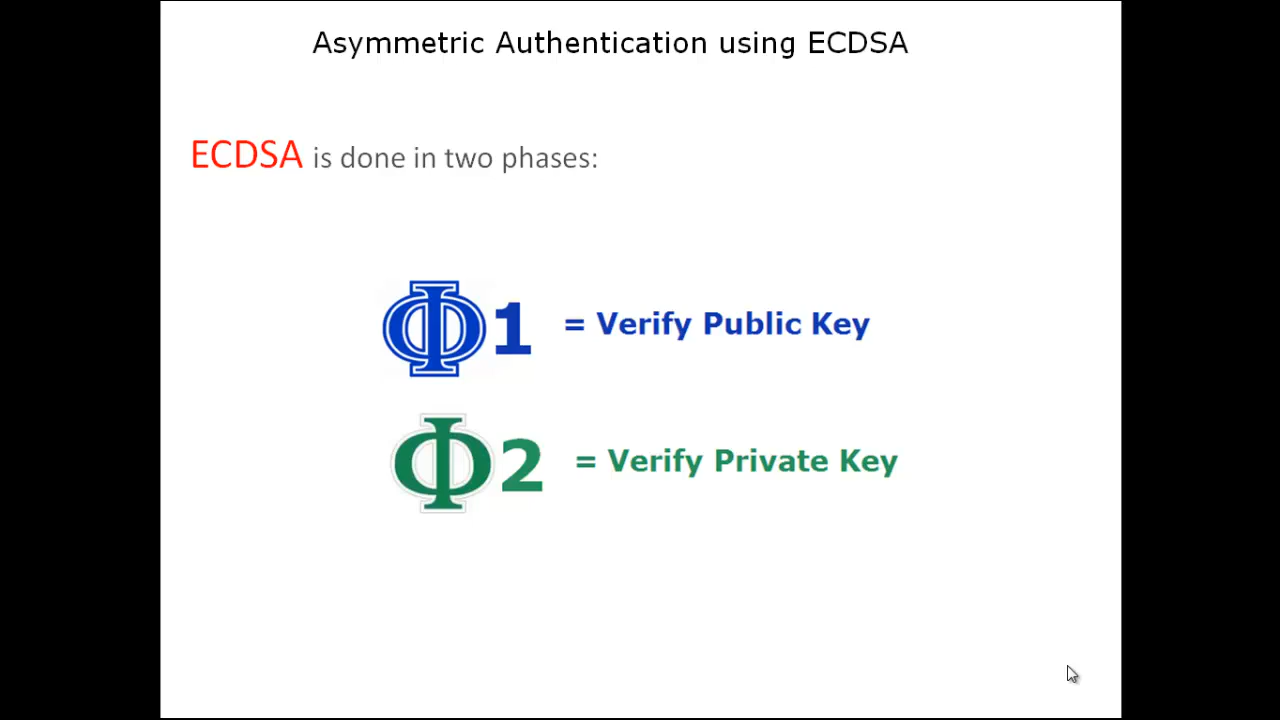 Asymmetric Authentication using ECDSA
ECDSA is done in two phases:
Φ1 = Verify Public Key
Φ2 = Verify Private Key